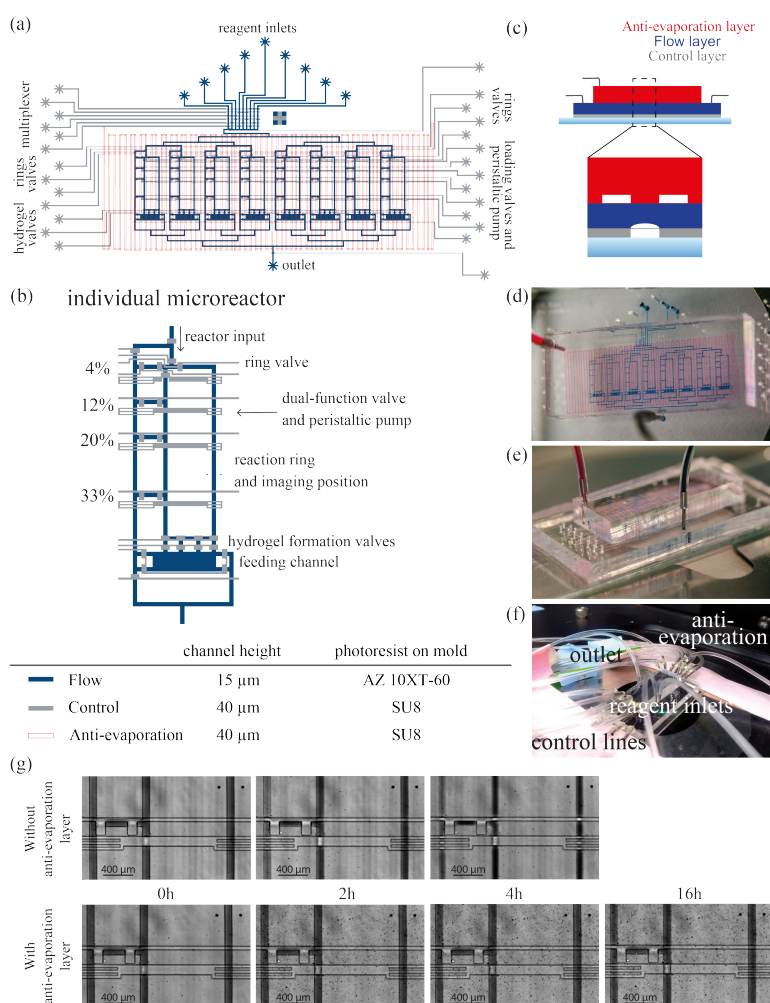 (a)
reagent inlets
multiplexer
rings
valves
hydrogel
valves
rings
valves
loading valves and
peristaltic pump
outlet
(b) individual microreactor
reactor input
ring valve
4%
12%
20%
33%
dual-function valve
and peristaltic pump
reaction ring
and imaging position
hydrogel formation valves
feeding channel
channel height photoresist on mold
Flow 15 μm AZ 10XT-60
Control 40 μm SU8
Anti-evaporation 40 μm SU8
(c)
Anti-evaporation layer
Flow layer
Control layer
(d)
(e)
(f)
anti-
evaporation
outlet
reagent inlets
control lines
(g)
Without
anti-evaporation
layer
400 μm
400 μm
400 μm
0h 2h 4h 16h
With
anti-evaporation
layer
400 μm
400 μm
400 μm
400 μm